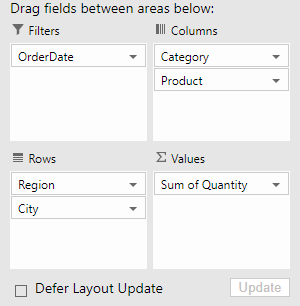 Drag fields between areas below:
Filters
OrderDate
Columns
Category
Product
Rows
Region
City
Σ Values
Sum of Quantity
Defer Layout Update
Update